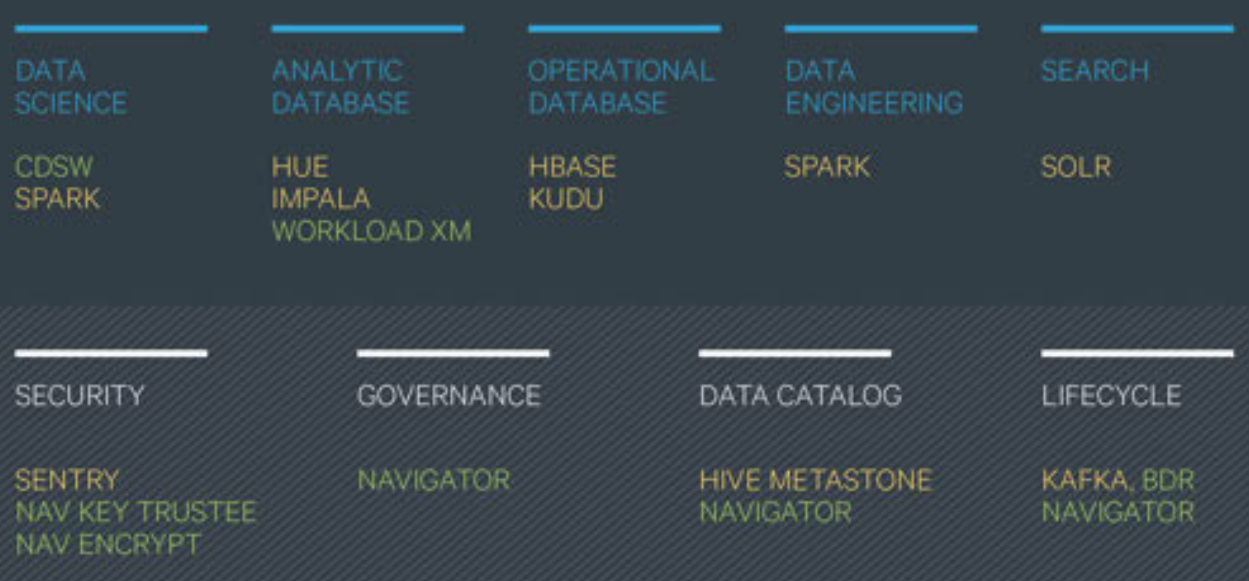 DATA
SCIENCE
CDSW
SPARK
ANALYTIC
DATABASE
HUE
IMPALA
WORKLOAD XM
OPERATIONAL
DATABASE
HBASE
KUDU
DATA
ENGINEERING
SPARK
SEARCH
SOLR
SECURITY
SENTRY
NAV KEY TRUSTEE
NAV ENCRYPT
GOVERNANCE
NAVIGATOR
DATA CATALOG
HIVE METASTONE
NAVIGATOR
LIFECYCLE
KAFKA, BDR
NAVIGATOR